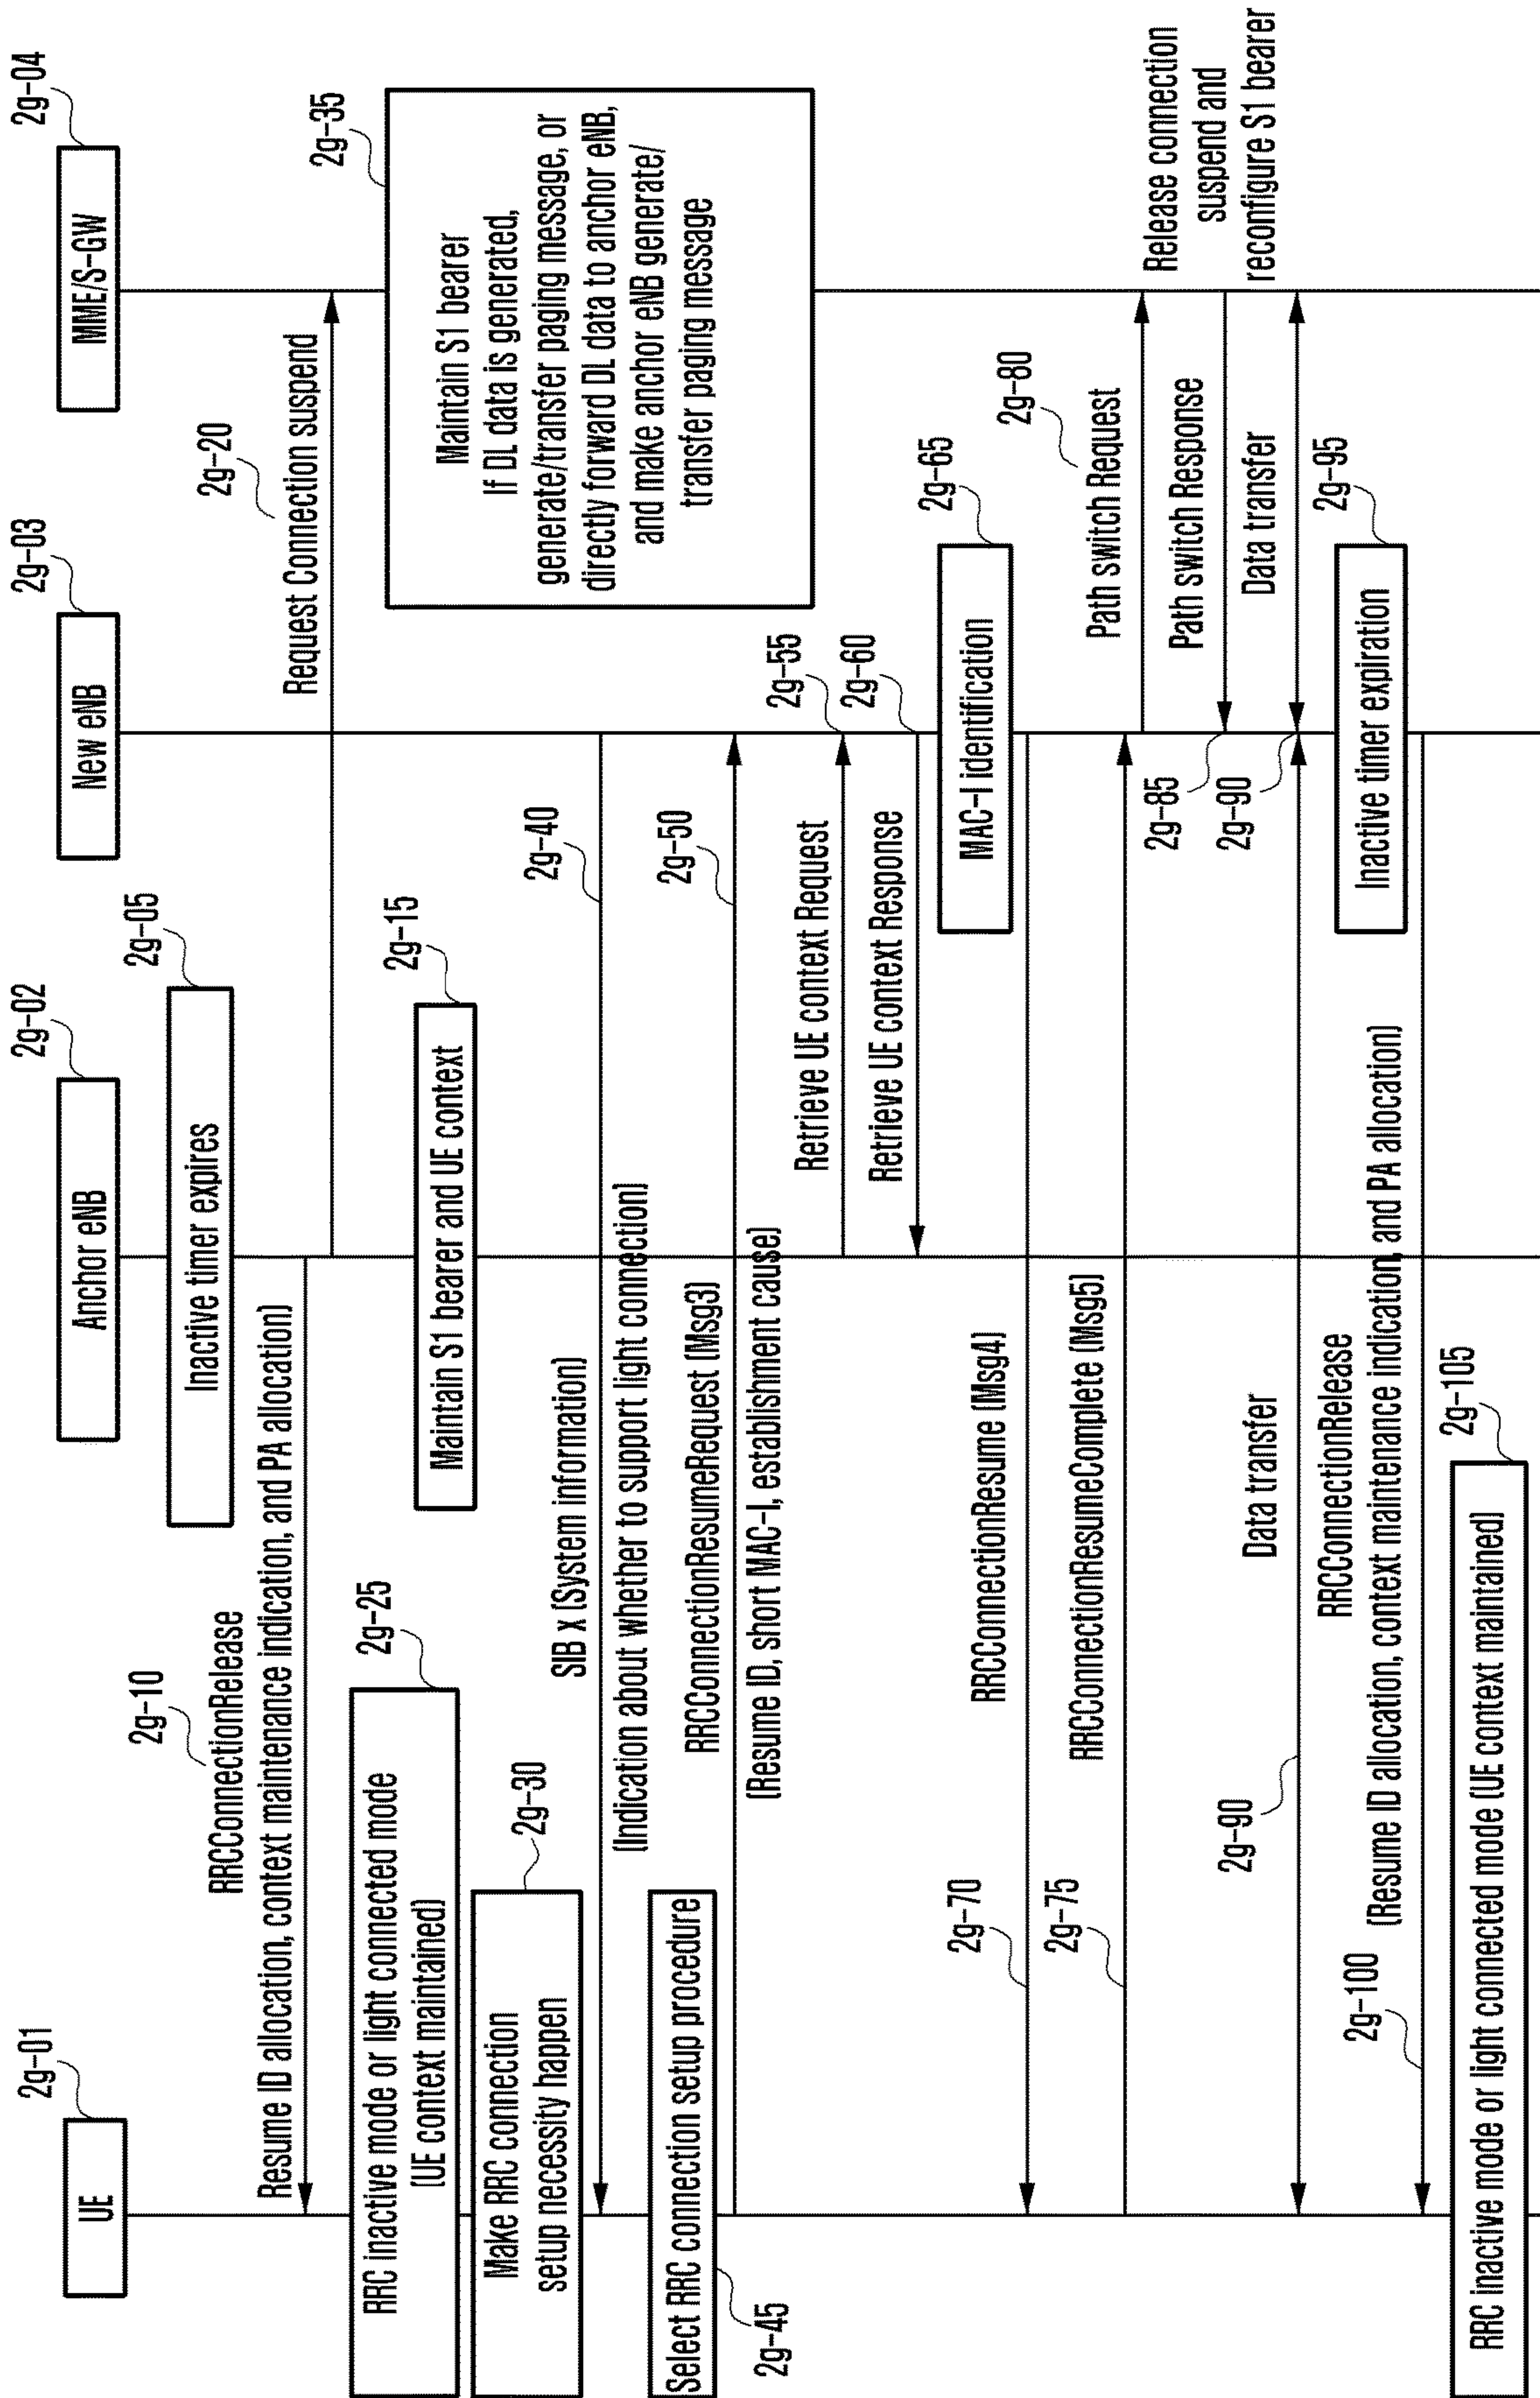 UE
2g-01
Anchor eNB
2g-02
New eNB
2g-03
MME/S-GW
2g-04
Inactive timer expires
2g-05
2g-10
RRCConnectionRelease
Resume ID allocation, context maintenance indication, and PA allocation)
2g-20
Request Connection suspend
RRC inactive mode or light connected mode
(UE context maintained)
2g-25
Maintain S1 bearer and UE context
2g-15
2g-35
Maintain S1 bearer
If DL data is generated,
generate/transfer paging message, or
directly forward DL data to anchor eNB,
and make anchor eNB generate/
transfer paging message
Make RRC connection
setup necessity happen
2g-30
SIB x (System information)
2g-40
(Indication about whether to support light connection)
Select RRC connection setup procedure
2g-45
RRCConnectionResumeRequest (Msg3)
2g-50
(Resume ID, short MAC-I, establishment cause)
Retrieve UE context Request
2g-55
Retrieve UE context Response
2g-60
MAC-I identification
2g-65
2g-70
RRCConnectionResume (Msg4)
2g-75
RRCConnectionResumeComplete (Msg5)
Path switch Request
2g-80
Path switch Response
2g-85
Release connection
suspend and
reconfigure S1 bearer
2g-90
Data transfer
2g-90
Data transfer
Inactive timer expiration
2g-95
RRCConnectionRelease
(Resume ID allocation, context maintenance indication, and PA allocation)
2g-100
RRC inactive mode or light connected mode (UE context maintained)
2g-105